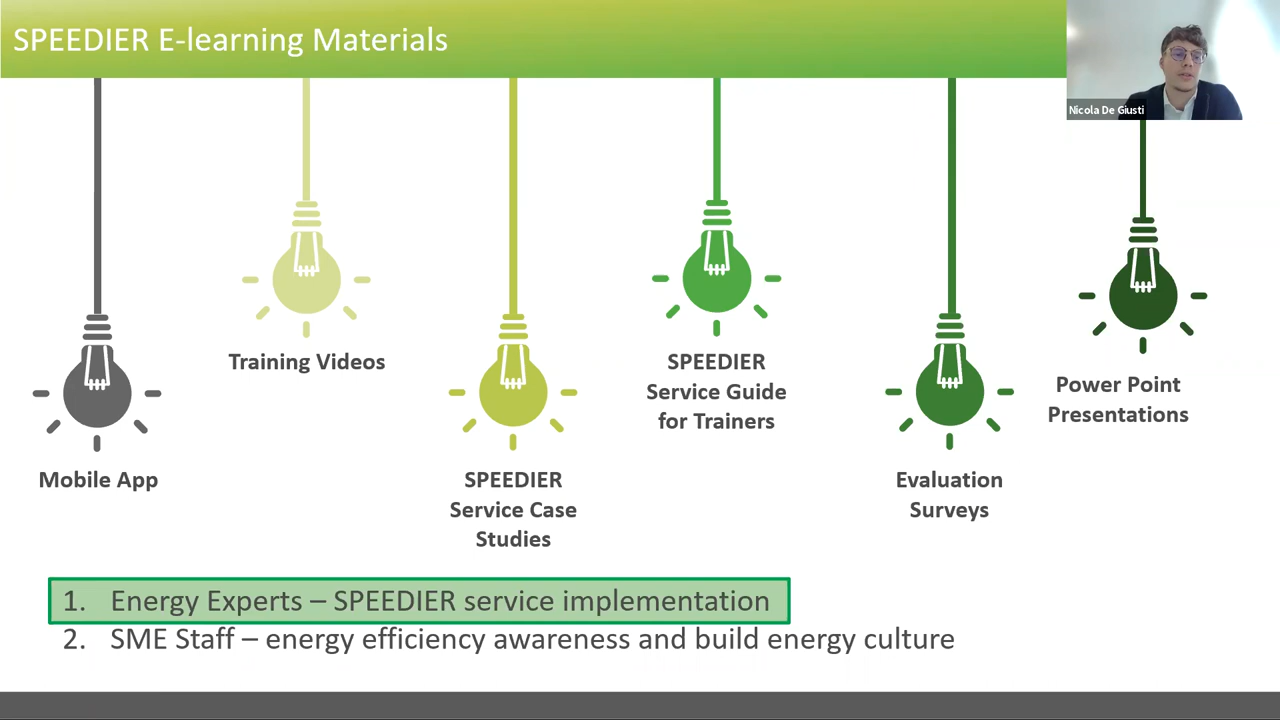 SPEEDIER E-learning Materials
Nicola De Giusti
Mobile App
Training Videos
SPEEDIER
Service Case
Studies
SPEEDIER
Service Guide
for Trainers
Evaluation
Surveys
Power Point
Presentations
1. Energy Experts – SPEEDIER service implementation
2. SME Staff – energy efficiency awareness and build energy culture